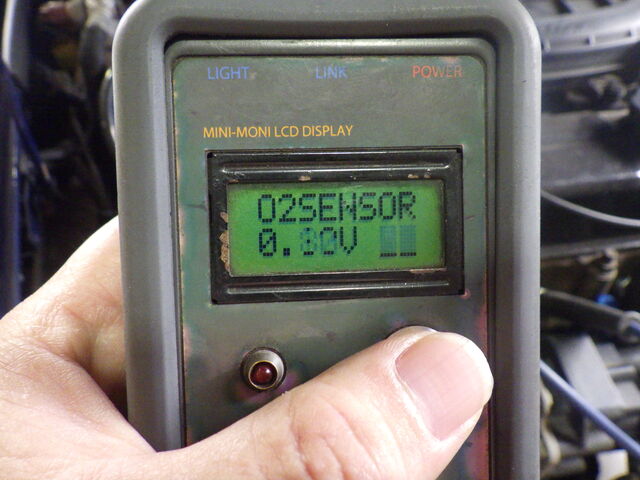 LIGHT LINK POWER
MINI-MONI LCD DISPLAY
O2SENSOR
0.80V